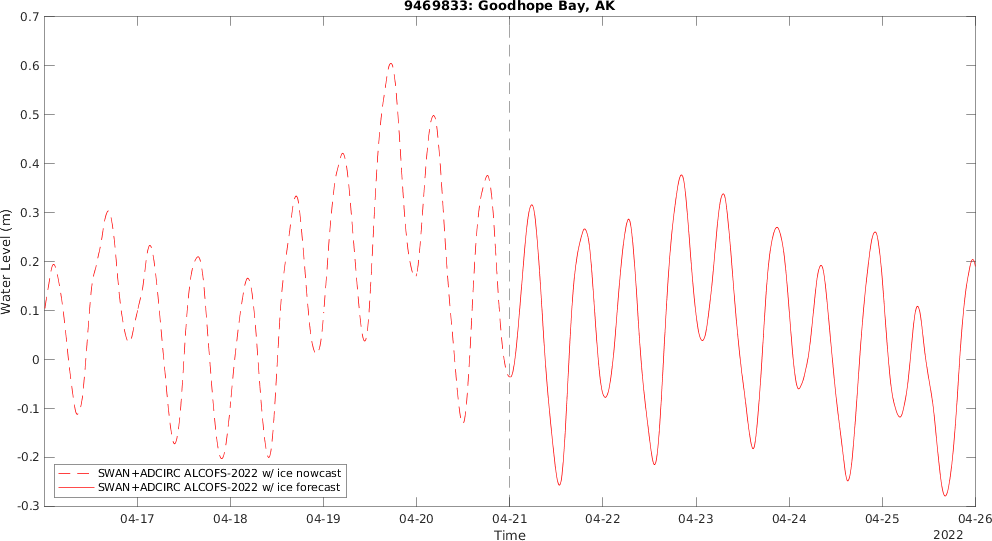 9469833: Goodhope Bay, AK
0.7
0.6
0.5
0.4
0.3
0.2
0.1
0
-0.1
-0.2
-0.3
Water Level (m)
SWAN+ADCIRC ALCOFS-2022 w/ ice nowcast
SWAN+ADCIRC ALCOFS-2022 w/ ice forecast
04-17 04-18 04-19 04-20 04-21 04-22 04-23 04-24 04-25 04-26
Time
2022